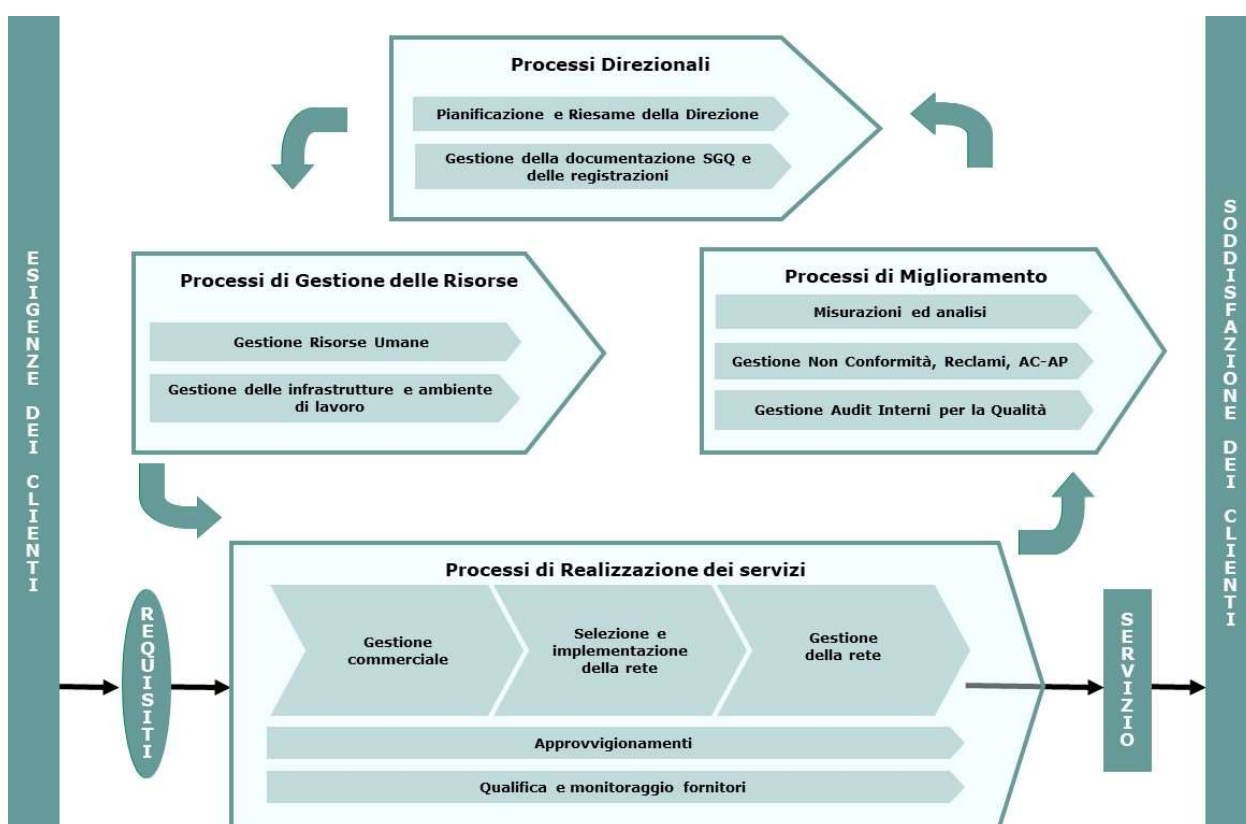 Processi Direzionali
Pianificazione e Riesame della Direzione
Gestione della documentazione SGQ e
delle registrazioni
ESIGENZE DEI CLIENTI
Processi di Gestione delle Risorse
Gestione Risorse Umane
Gestione delle infrastrutture e ambiente
di lavoro
Processi di Miglioramento
Misurazioni ed analisi
Gestione Non Conformità, Reclami, AC-AP
Gestione Audit Interni per la Qualità
SODDISFAZIONE DEI CLIENTI
REQUISITI
Processi di Realizzazione dei servizi
Gestione
commerciale
Selezione e
implementazione
della rete
Gestione
della rete
Approvvigionamenti
Qualifica e monitoraggio fornitori
SERVIZIO